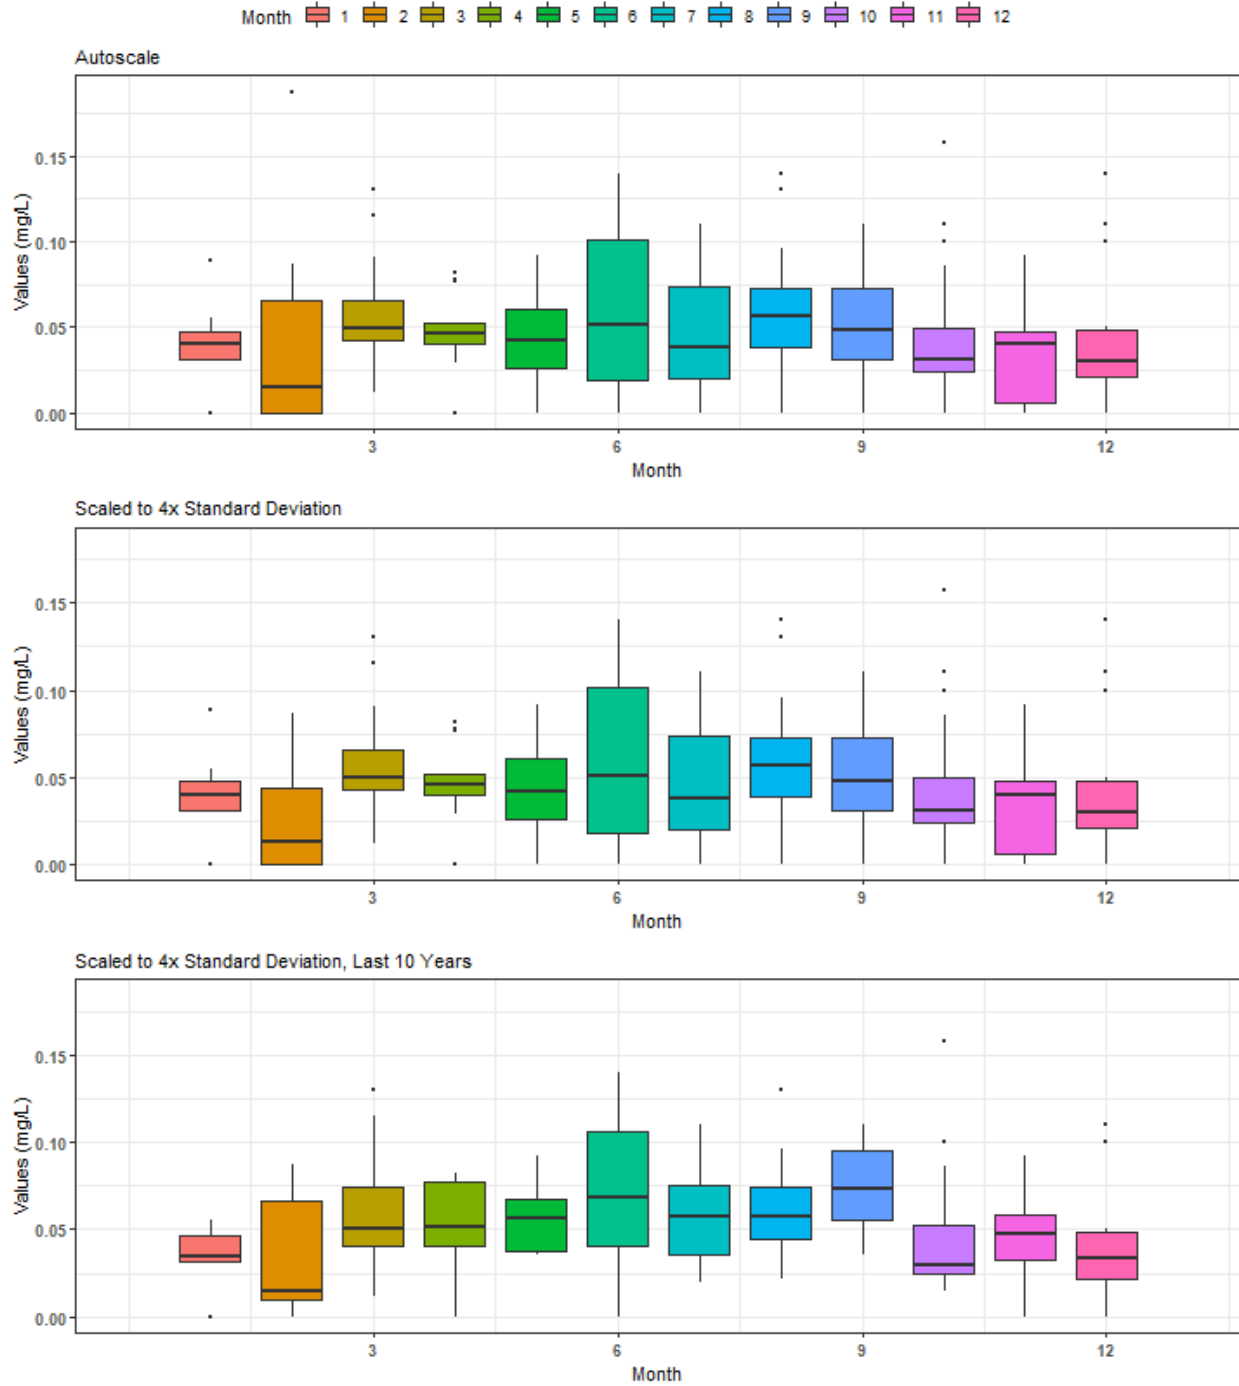 Month 1 2 3 4 5 6 7 8 9 10 11 12
Autoscale
Values (mg/L)
0.15
0.10
0.05
0.00
3 6 9 12
Month
Scaled to 4x Standard Deviation
Values (mg/L)
0.15
0.10
0.05
0.00
3 6 9 12
Month
Scaled to 4x Standard Deviation, Last 10 Years
Values (mg/L)
0.15
0.10
0.05
0.00
3 6 9 12
Month